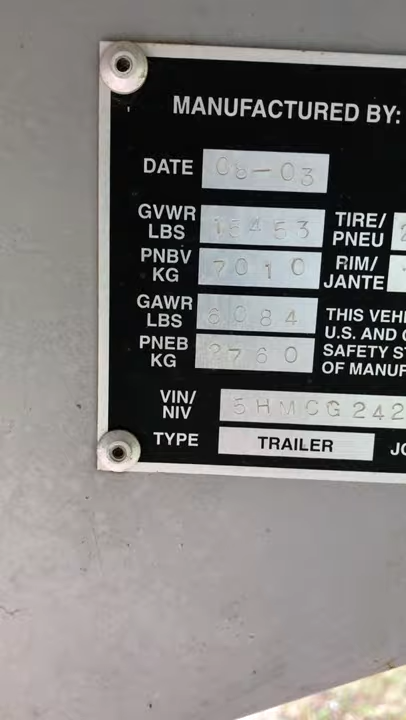 MANUFACTURED BY:
DATE 08-03
GVWR LBS 15453
TIRE/ PNEU
PNBV KG 7010
RIM/ JANTE
GAWR LBS 6084
PNEB KG 2760
THIS VEHI
U.S. AND C
SAFETY ST
OF MANUF
VIN/ NIV 5HMCG242
TYPE TRAILER